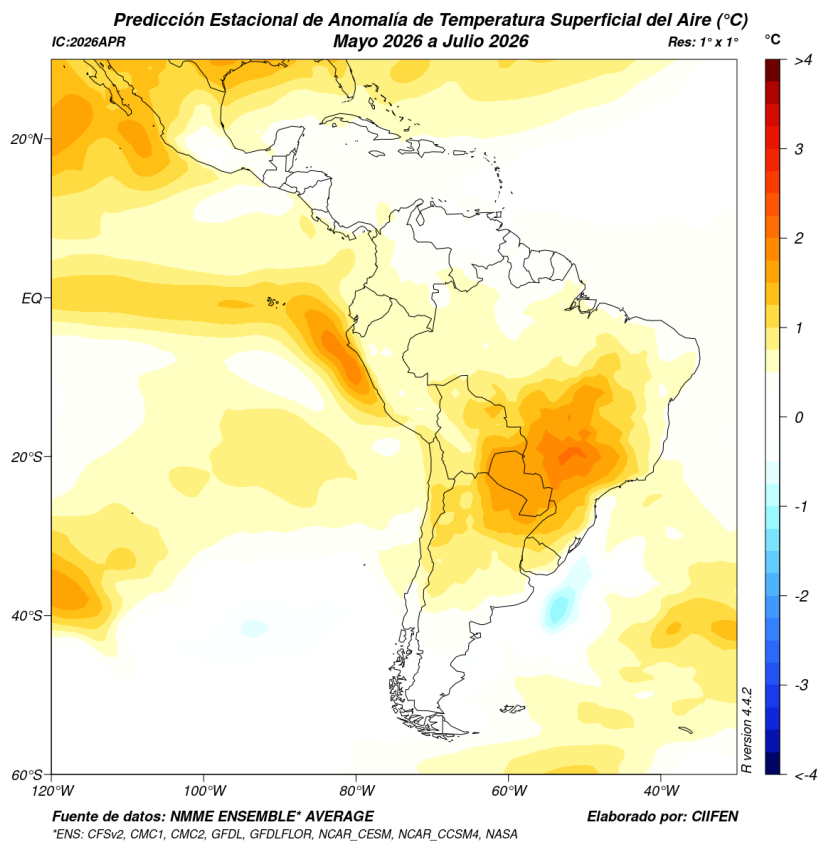 Predicción Estacional de Anomalía de Temperatura Superficial del Aire (°C)
IC:2026APR
Mayo 2026 a Julio 2026
Res: 1° x 1°
°C
>4
3
2
1
0
-1
-2
-3
<-4
20°N
EQ
20°S
40°S
60°S
120°W
100°W
80°W
60°W
40°W
R version 4.4.2
Fuente de datos: NMME ENSEMBLE* AVERAGE
Elaborado por: CIIFEN
*ENS: CFSv2, CMC1, CMC2, GFDL, GFDLFLOR, NCAR_CESM, NCAR_CCSM4, NASA